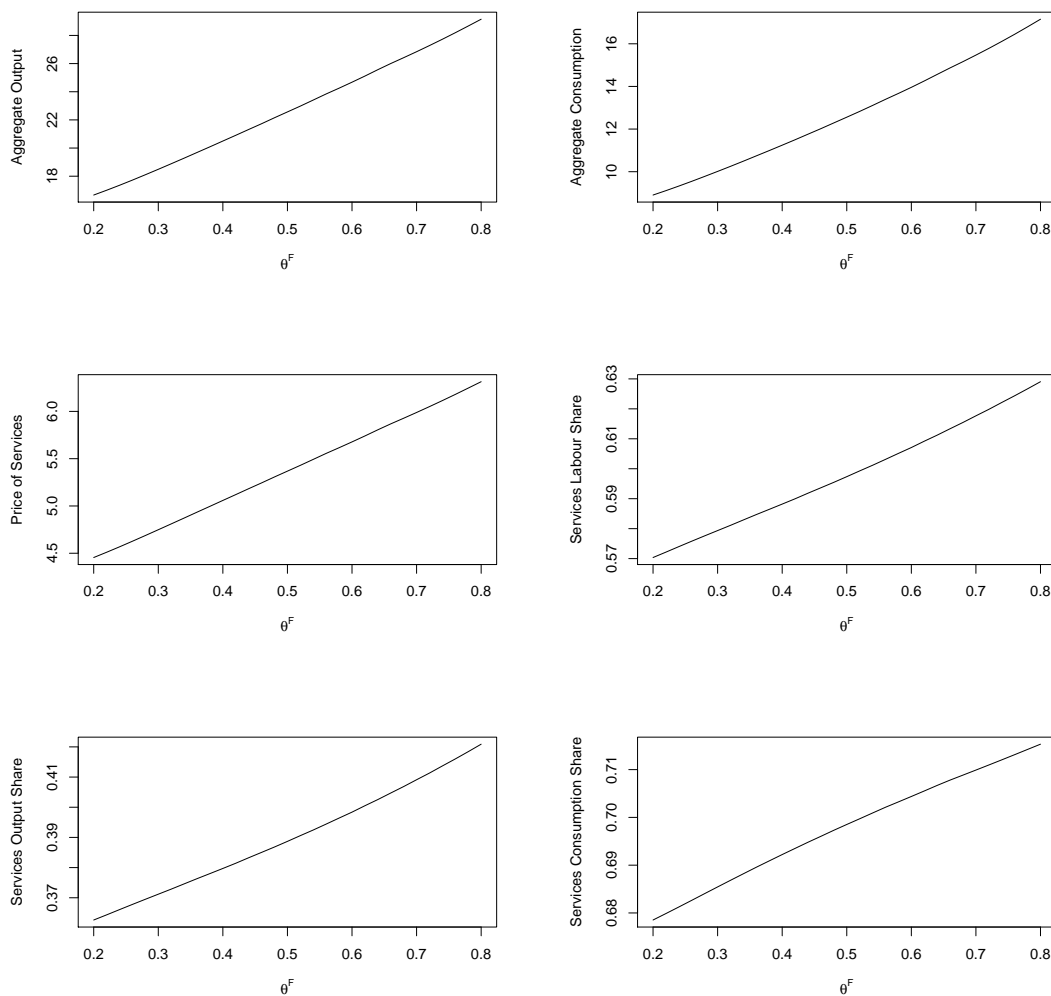 Aggregate Output
18 22 26
0.2 0.3 0.4 0.5 0.6 0.7 0.8
θF
Aggregate Consumption
10 12 14 16
0.2 0.3 0.4 0.5 0.6 0.7 0.8
θF
Price of Services
4.5 5.0 5.5 6.0
0.2 0.3 0.4 0.5 0.6 0.7 0.8
θF
Services Labour Share
0.57 0.59 0.61 0.63
0.2 0.3 0.4 0.5 0.6 0.7 0.8
θF
Services Output Share
0.37 0.39 0.41
0.2 0.3 0.4 0.5 0.6 0.7 0.8
θF
Services Consumption Share
0.68 0.69 0.70 0.71
0.2 0.3 0.4 0.5 0.6 0.7 0.8
θF